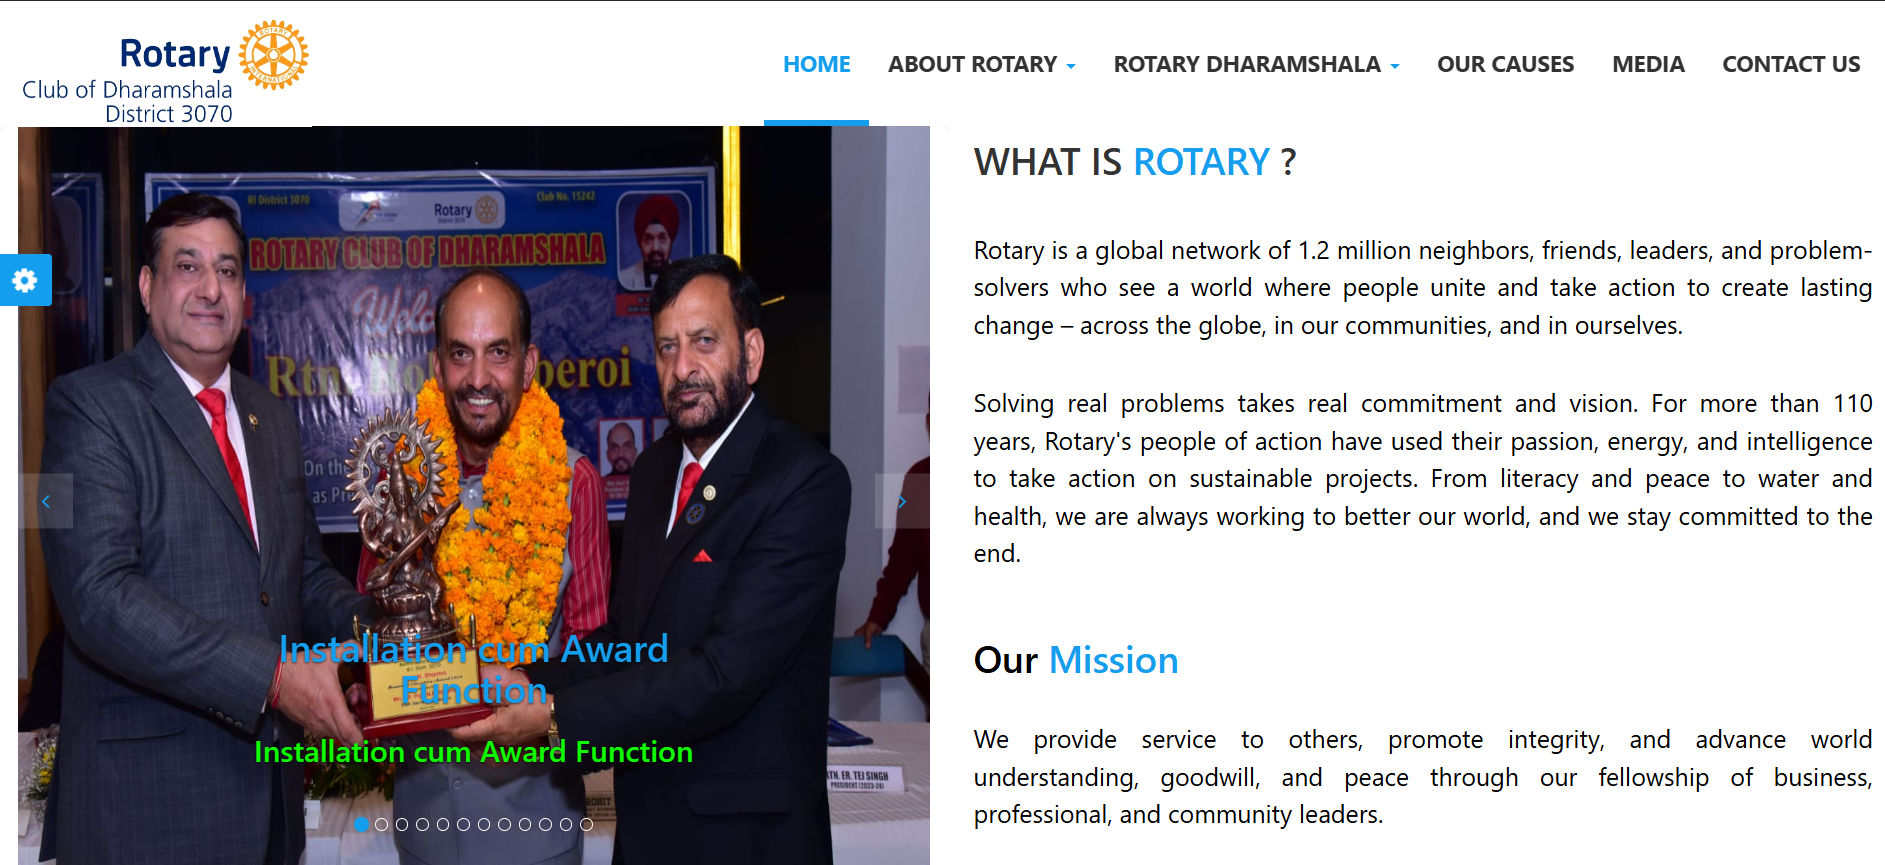 Rotary
Club of Dharamshala
District 3070
HOME ABOUT ROTARY ROTARY DHARAMSHALA OUR CAUSES MEDIA CONTACT US
RI District 3070
Rotary
Club No. 15242
ROTARY CLUB OF DHARAMSHALA
Rtn.
On the
Installation cum Award
Function
Installation cum Award Function
RTN. ER. TEJ SINGH
PRESIDENT (2023-24)
ROHIT
WHAT IS ROTARY ?
Rotary is a global network of 1.2 million neighbors, friends, leaders, and problem-
solvers who see a world where people unite and take action to create lasting
change – across the globe, in our communities, and in ourselves.
Solving real problems takes real commitment and vision. For more than 110
years, Rotary's people of action have used their passion, energy, and intelligence
to take action on sustainable projects. From literacy and peace to water and
health, we are always working to better our world, and we stay committed to the
end.
Our Mission
We provide service to others, promote integrity, and advance world
understanding, goodwill, and peace through our fellowship of business,
professional, and community leaders.